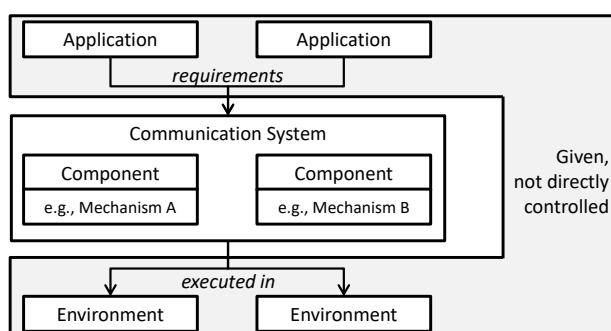 Application Application
requirements
Communication System
Component Component
e.g., Mechanism A e.g., Mechanism B
Given,
not directly
controlled
executed in
Environment Environment